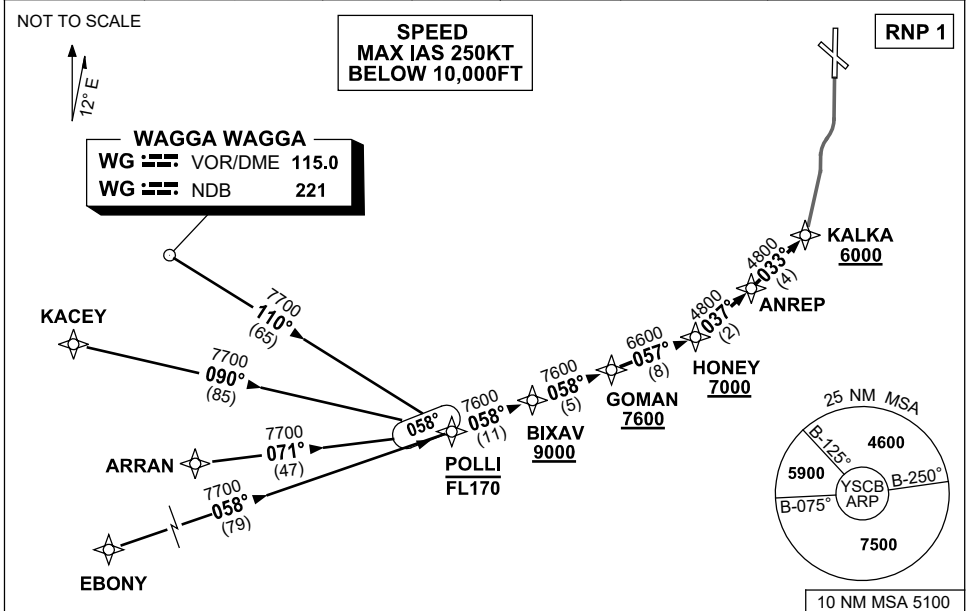 NOT TO SCALE
12° E
SPEED
MAX IAS 250KT
BELOW 10,000FT
RNP 1
WAGGA WAGGA
WG VOR/DME 115.0
WG NDB 221
KACEY
7700
110°
(65)
7700
090°
(85)
ARRAN
7700
071°
(47)
7700
058°
(79)
EBONY
058°
POLLI
FL170
7600
058°
(11)
BIXAV
9000
7600
058°
(5)
GOMAN
7600
6600
057°
(8)
HONEY
7000
4800
037°
(2)
ANREP
4800
033°
(4)
KALKA
6000
25 NM MSA
B-125°
4600
5900
YSCB
ARP
B-250°
B-075°
7500
10 NM MSA 5100